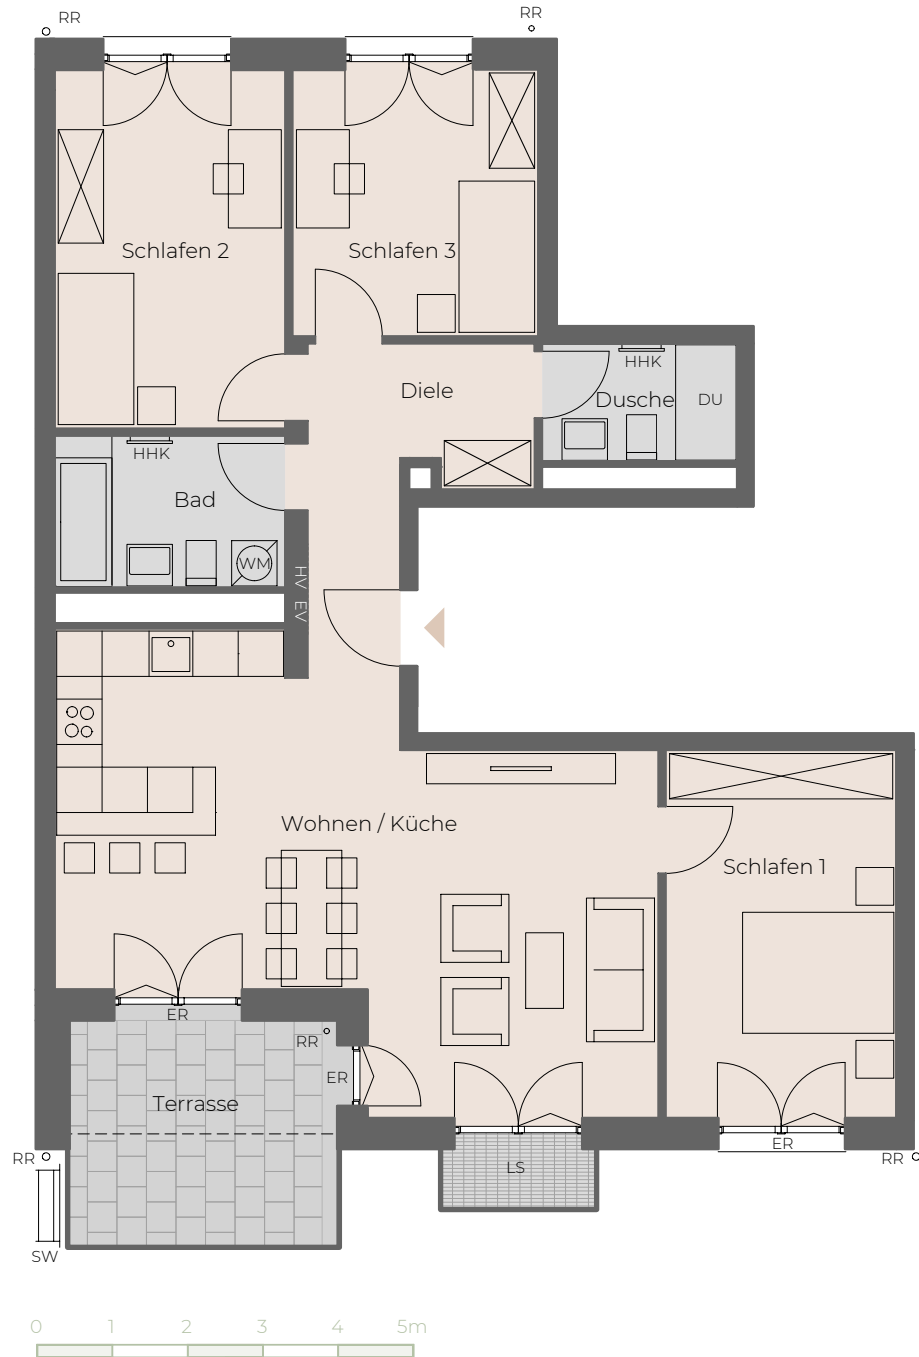 RR
RR
Schlafen 2
Schlafen 3
Diele
HHK
Dusche
DU
HHK
Bad
WM
HV EV
Wohnen / Küche
Schlafen 1
ER
RR
ER
Terrasse
ER
RR
LS
RR
SW
0 1 2 3 4 5m